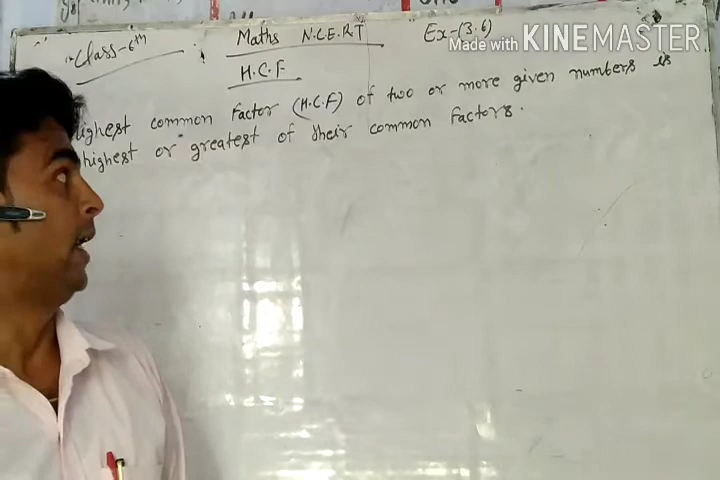 Class-6th Maths N.C.E.R.T Ex-(3.6)
Made with KINEMASTER
H.C.F
Highest common factor (H.C.F) of two or more given numbers is
highest or greatest of their common factors.